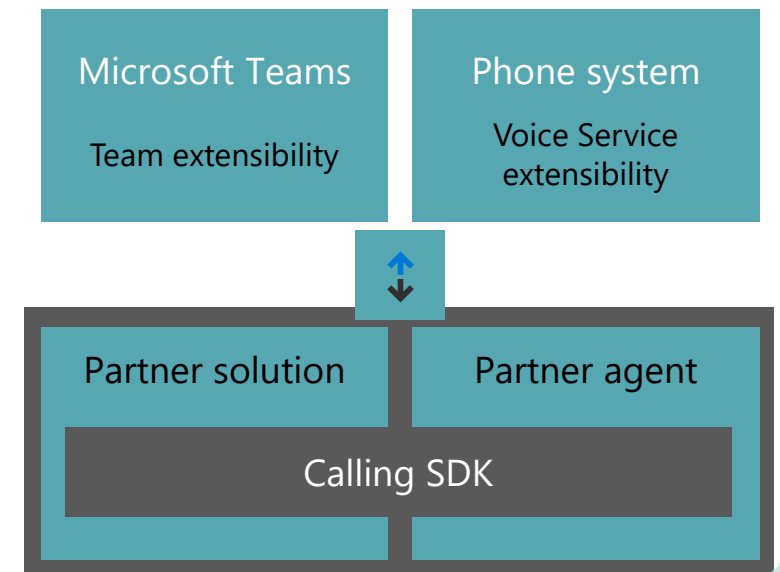 Microsoft Teams
Team extensibility
Phone system
Voice Service
extensibility
Partner solution
Partner agent
Calling SDK